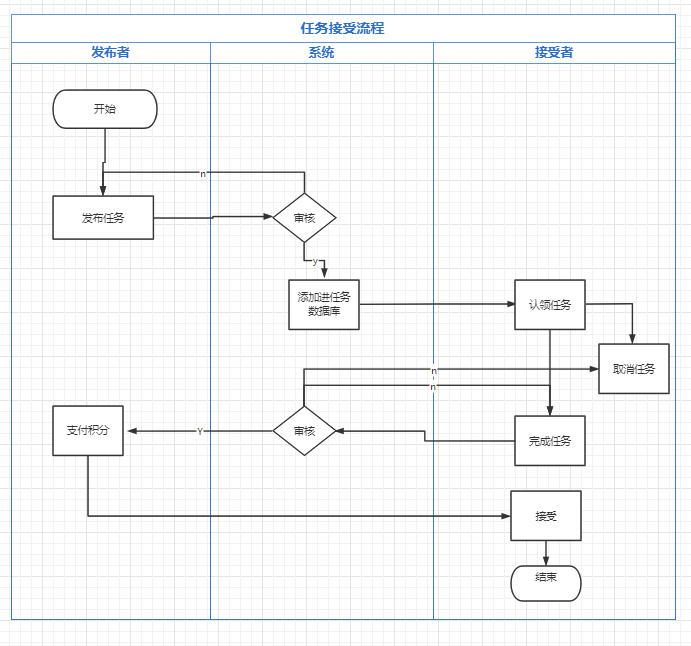 任务接受流程
发布者
系统
接受者
开始
n
发布任务
审核
y
添加进任务
数据库
认领任务
取消任务
n
n
支付积分
Y
审核
完成任务
接受
结束